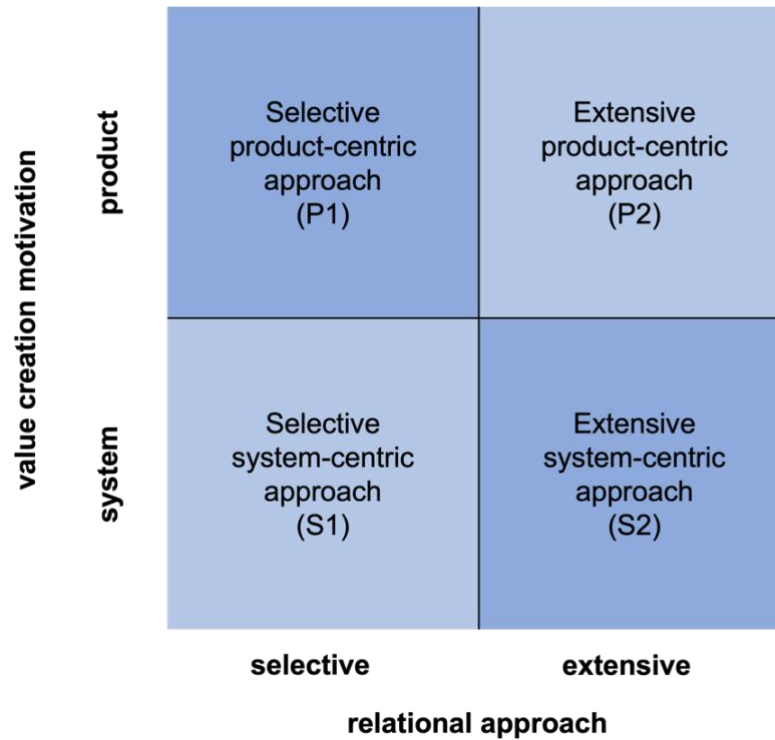 value creation motivation
product
Selective
product-centric
approach
(P1)
Extensive
product-centric
approach
(P2)
system
Selective
system-centric
approach
(S1)
Extensive
system-centric
approach
(S2)
selective
extensive
relational approach